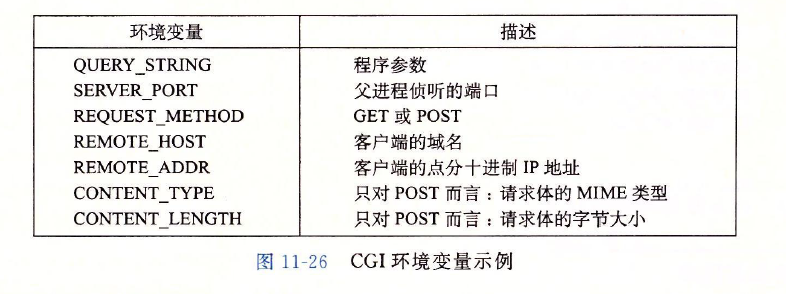 环境变量 描述
QUERY_STRING 程序参数
SERVER_PORT 父进程侦听的端口
REQUEST_METHOD GET 或 POST
REMOTE_HOST 客户端的域名
REMOTE_ADDR 客户端的点分十进制 IP 地址
CONTENT_TYPE 只对 POST 而言：请求体的 MIME 类型
CONTENT_LENGTH 只对 POST 而言：请求体的字节大小
图 11-26 CGI 环境变量示例